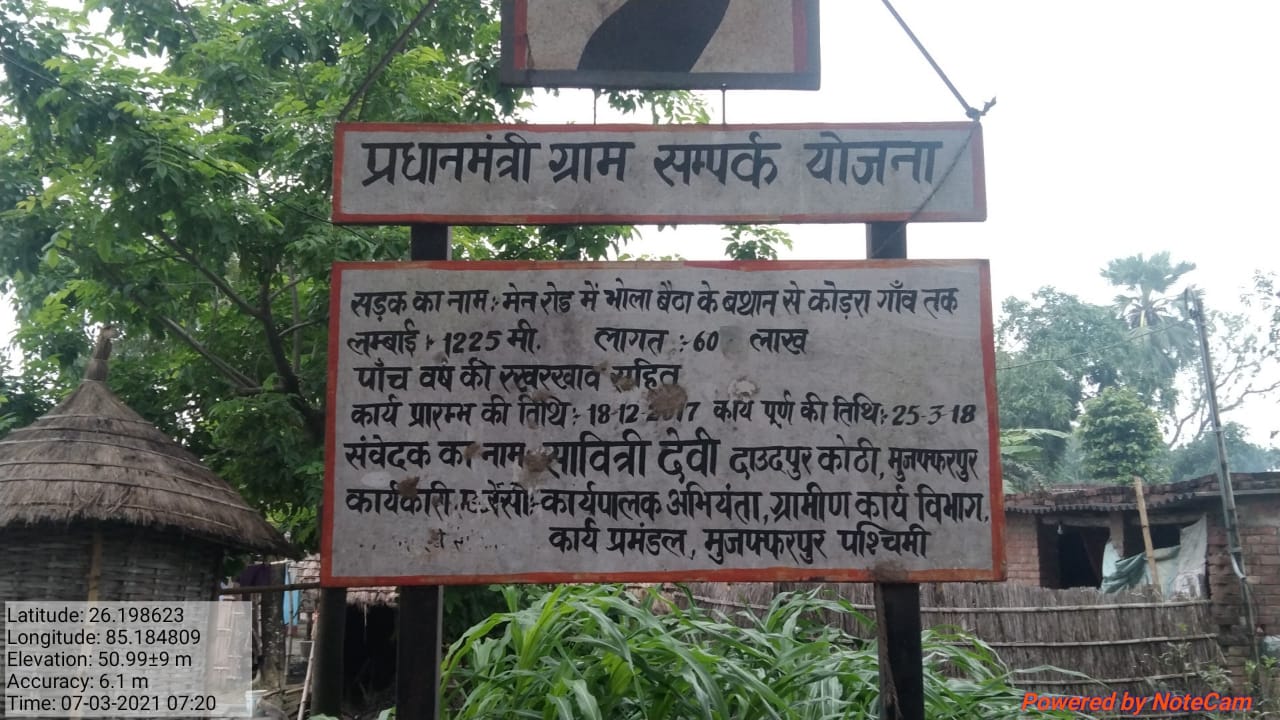 प्रधानमंत्री ग्राम सम्पर्क योजना
सड़क का नाम :- मेन रोड में भोला बैठा के बथान से कोड़रा गाँव तक
लम्बाई :- 1225 मी. लागत :- 60 लाख
पाँच वर्ष की रखरखाव सहित
कार्य प्रारम्भ की तिथि :- 18-12-2017 कार्य पूर्ण की तिथि :- 25-3-18
संवेदक का नाम सावित्री देवी दाउदपुर कोठी, मुजफ्फरपुर
कार्यकारी :- कार्यपालक अभियंता, ग्रामीण कार्य विभाग,
कार्य प्रमंडल, मुजफ्फरपुर पश्चिमी
Latitude: 26.198623
Longitude: 85.184809
Elevation: 50.99±9 m
Accuracy: 6.1 m
Time: 07-03-2021 07:20
Powered by NoteCam